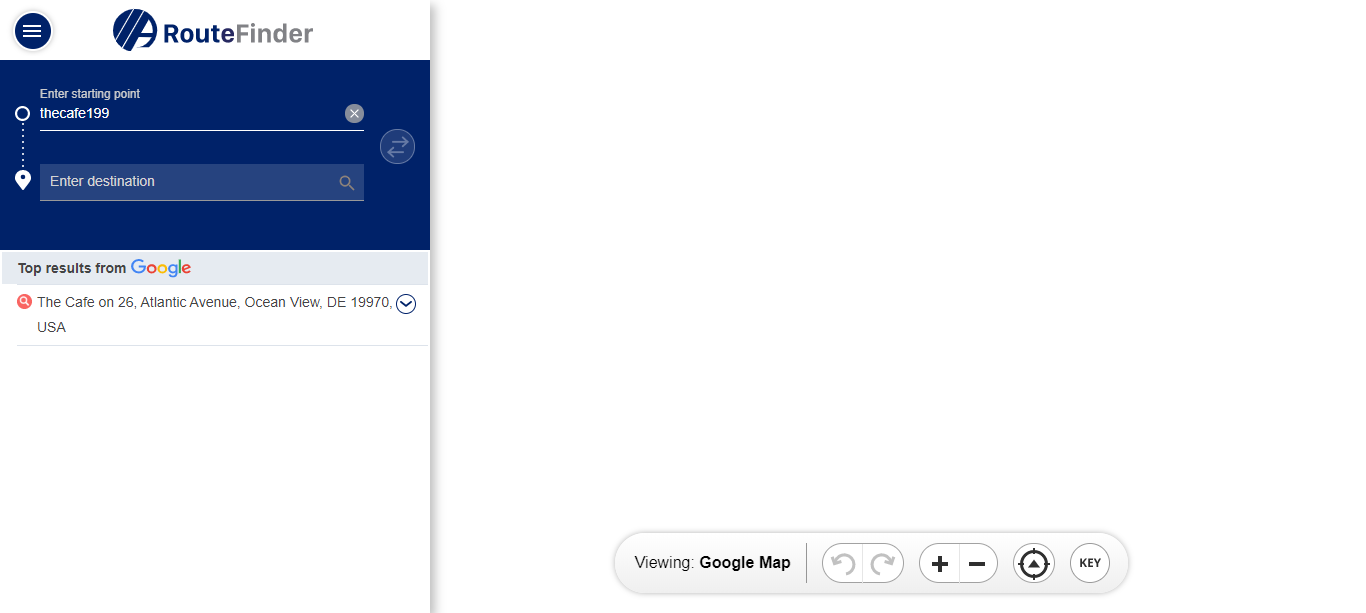 RouteFinder
Enter starting point
thecafe199
Enter destination
Top results from Google
The Cafe on 26, Atlantic Avenue, Ocean View, DE 19970,
USA
Viewing: Google Map
KEY